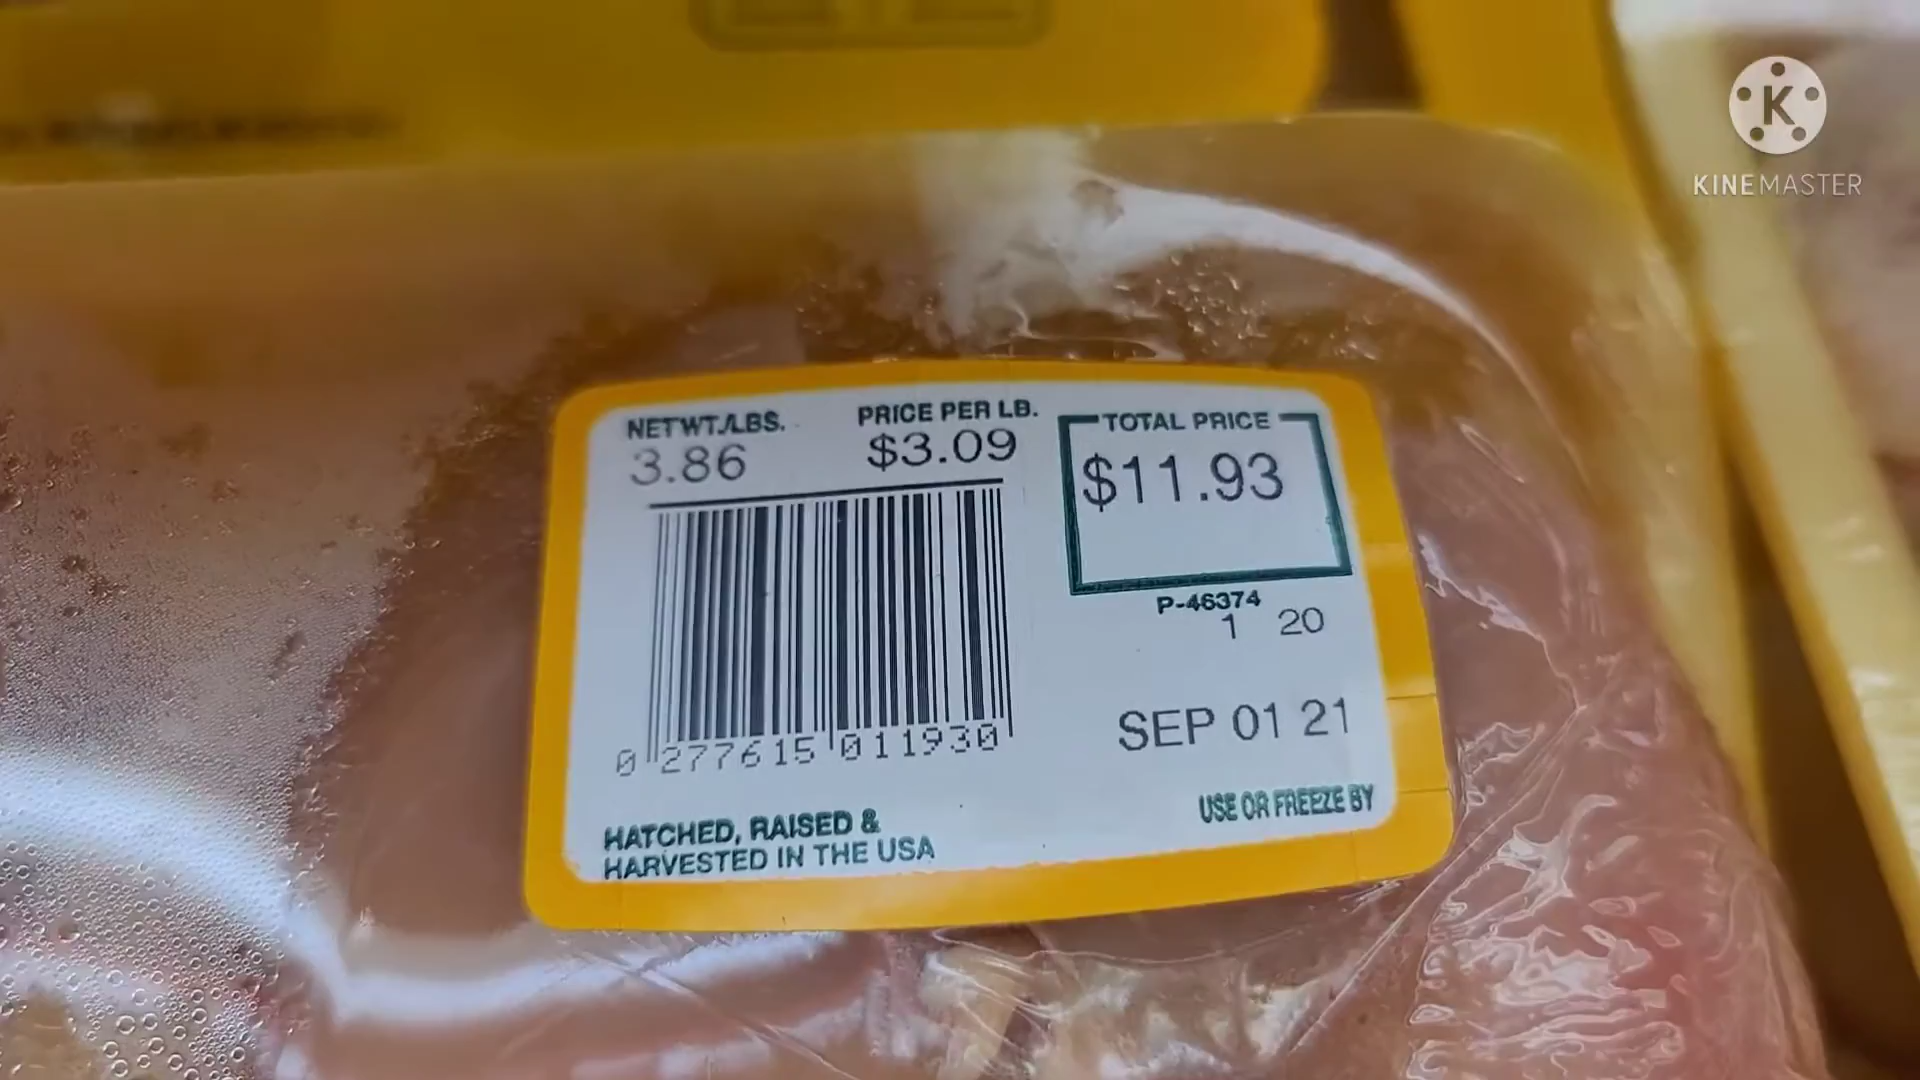 KINEMASTER
NET WT./LBS. PRICE PER LB. TOTAL PRICE
3.86 $3.09 $11.93
P-46374
1 20
SEP 01 21
0 277615 011930
USE OR FREEZE BY
HATCHED, RAISED &
HARVESTED IN THE USA